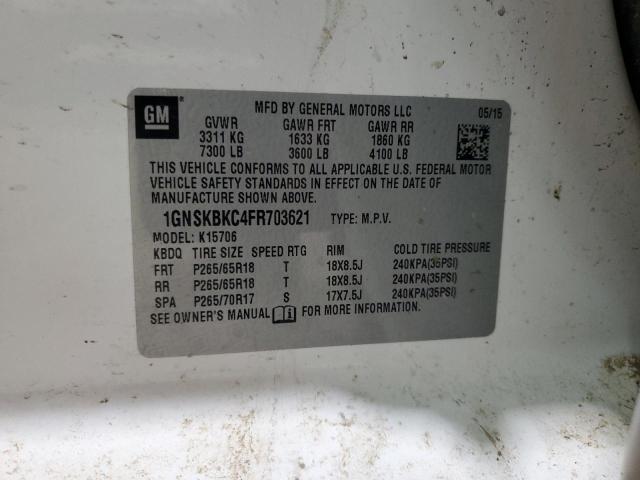 GM
MFD BY GENERAL MOTORS LLC 05/15
GVWR GAWR FRT GAWR RR
3311 KG 1633 KG 1860 KG
7300 LB 3600 LB 4100 LB
THIS VEHICLE CONFORMS TO ALL APPLICABLE U.S. FEDERAL MOTOR
VEHICLE SAFETY STANDARDS IN EFFECT ON THE DATE OF
MANUFACTURE SHOWN ABOVE.
1GNSKBKC4FR703621 TYPE: M.P.V.
MODEL: K15706
KBDQ TIRE SIZE SPEED RTG RIM COLD TIRE PRESSURE
FRT P265/65R18 T 18X8.5J 240KPA(35PSI)
RR P265/65R18 T 18X8.5J 240KPA(35PSI)
SPA P265/70R17 S 17X7.5J 240KPA(35PSI)
SEE OWNER'S MANUAL FOR MORE INFORMATION.